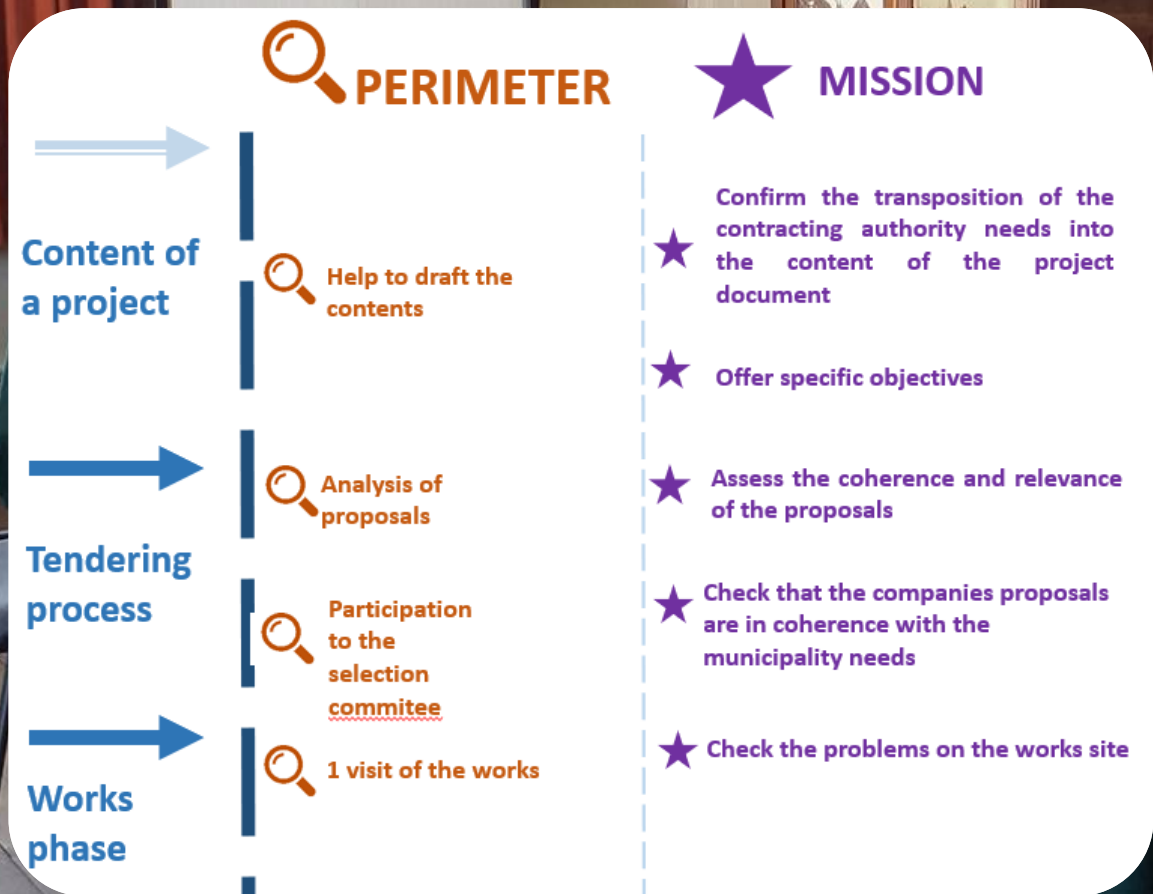 PERIMETER
MISSION
Content of
a project
Help to draft the
contents
Confirm the transposition of the
contracting authority needs into
the content of the project
document
Offer specific objectives
Tendering
process
Analysis of
proposals
Assess the coherence and relevance
of the proposals
Participation
to the
selection
commitee
Check that the companies proposals
are in coherence with the
municipality needs
Works
phase
1 visit of the works
Check the problems on the works site